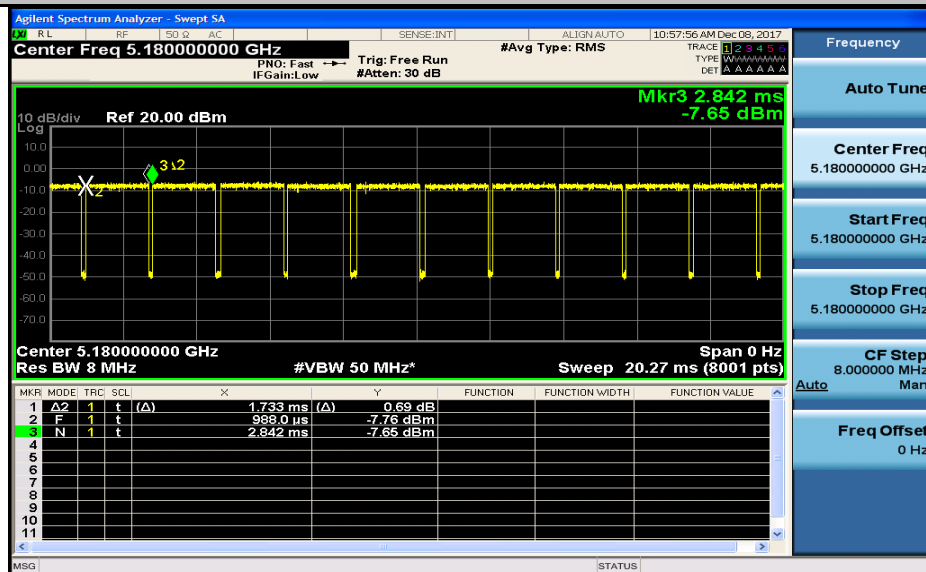 Agilent Spectrum Analyzer - Swept SA
LXI RL RF 50 Ω AC SENSE:INT ALIGN AUTO 10:57:56 AM Dec 08, 2017
Center Freq 5.180000000 GHz
PNO: Fast
IFGain:Low
Trig: Free Run
#Atten: 30 dB
#Avg Type: RMS
TRACE 1 2 3 4 5 6
TYPE WWWWWW
DET A A A A A A
Mkr3 2.842 ms
-7.65 dBm
10 dB/div Ref 20.00 dBm
Log
10.0
0.00
-10.0
-20.0
-30.0
-40.0
-50.0
-60.0
-70.0
3Δ2
2
Center 5.180000000 GHz Span 0 Hz
Res BW 8 MHz #VBW 50 MHz* Sweep 20.27 ms (8001 pts)
MKR MODE TRC SCL X Y FUNCTION FUNCTION WIDTH FUNCTION VALUE
1 Δ2 1 t (Δ) 1.733 ms (Δ) 0.69 dB
2 F 1 t 988.0 µs -7.76 dBm
3 N 1 t 2.842 ms -7.65 dBm
4
5
6
7
8
9
10
11
MSG STATUS
Frequency
Auto Tune
Center Freq
5.180000000 GHz
Start Freq
5.180000000 GHz
Stop Freq
5.180000000 GHz
CF Step
8.000000 MHz
Auto Man
Freq Offset
0 Hz